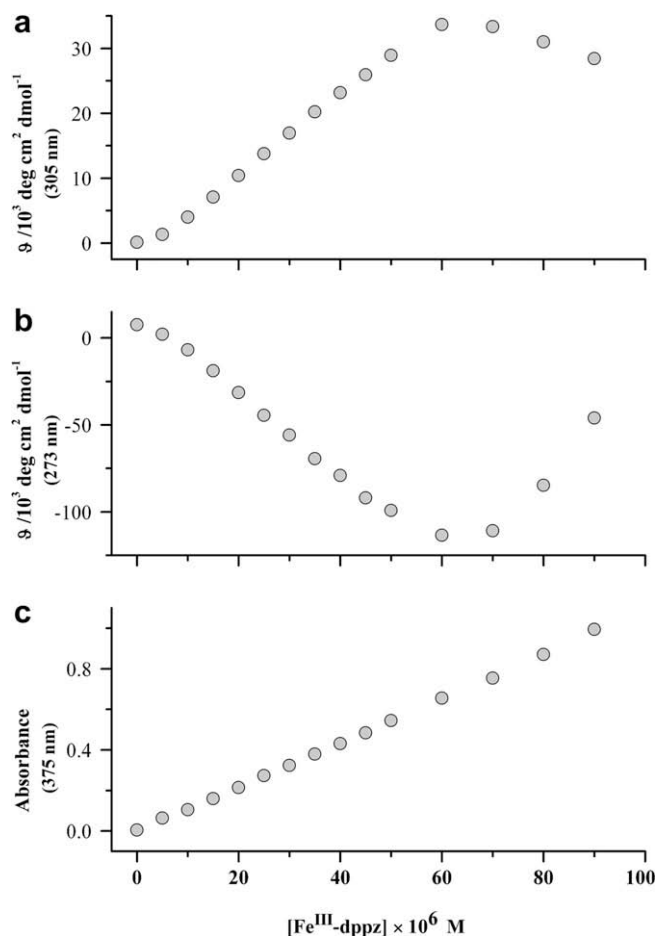 a
30
20
10
0
ϑ /10³ deg cm² dmol⁻¹
(305 nm)
b
0
-50
-100
ϑ /10³ deg cm² dmol⁻¹
(273 nm)
c
0.8
0.4
0.0
Absorbance
(375 nm)
0 20 40 60 80 100
[Feᴵᴵᴵ-dppz] × 10⁶ M